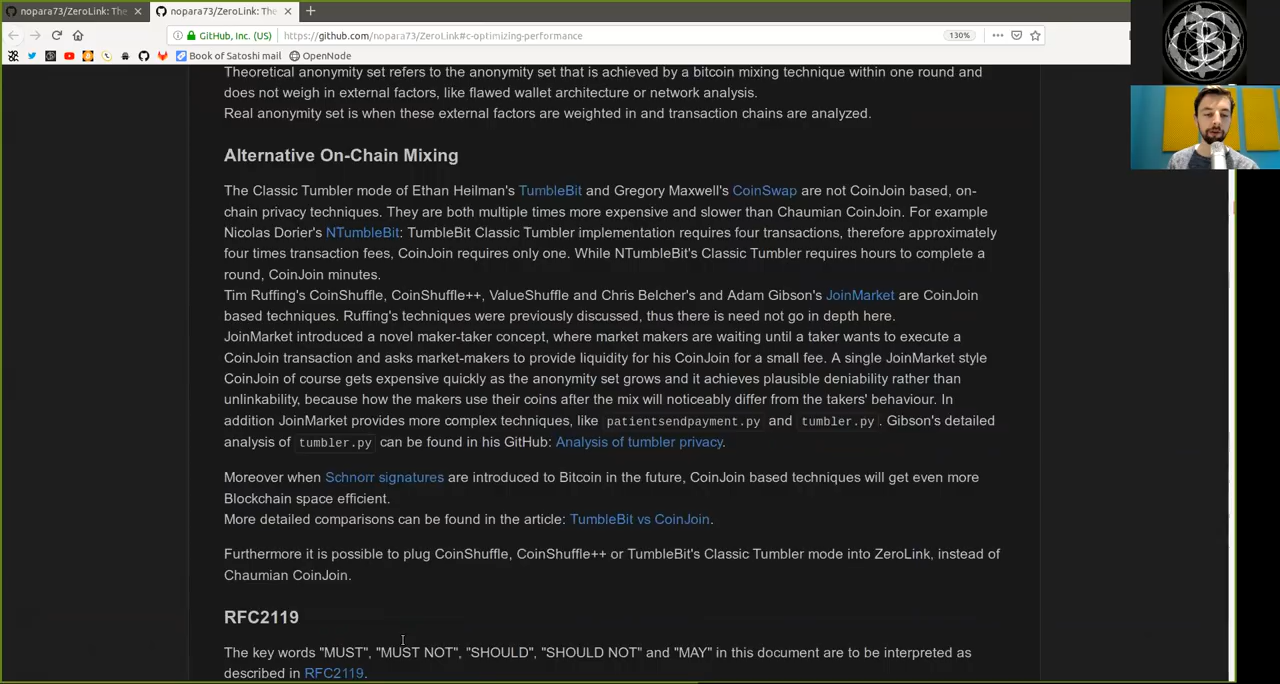 nopara73/ZeroLink: The
nopara73/ZeroLink: The
GitHub, Inc. (US)
https://github.com/nopara73/ZeroLink#c-optimizing-performance
130%
Book of Satoshi mail
OpenNode
Theoretical anonymity set refers to the anonymity set that is achieved by a bitcoin mixing technique within one round and
does not weigh in external factors, like flawed wallet architecture or network analysis.
Real anonymity set is when these external factors are weighted in and transaction chains are analyzed.
Alternative On-Chain Mixing
The Classic Tumbler mode of Ethan Heilman's TumbleBit and Gregory Maxwell's CoinSwap are not CoinJoin based, on-
chain privacy techniques. They are both multiple times more expensive and slower than Chaumian CoinJoin. For example
Nicolas Dorier's NTumbleBit: TumbleBit Classic Tumbler implementation requires four transactions, therefore approximately
four times transaction fees, CoinJoin requires only one. While NTumbleBit's Classic Tumbler requires hours to complete a
round, CoinJoin minutes.
Tim Ruffing's CoinShuffle, CoinShuffle++, ValueShuffle and Chris Belcher's and Adam Gibson's JoinMarket are CoinJoin
based techniques. Ruffing's techniques were previously discussed, thus there is need not go in depth here.
JoinMarket introduced a novel maker-taker concept, where market makers are waiting until a taker wants to execute a
CoinJoin transaction and asks market-makers to provide liquidity for his CoinJoin for a small fee. A single JoinMarket style
CoinJoin of course gets expensive quickly as the anonymity set grows and it achieves plausible deniability rather than
unlinkability, because how the makers use their coins after the mix will noticeably differ from the takers' behaviour. In
addition JoinMarket provides more complex techniques, like patientsendpayment.py and tumbler.py. Gibson's detailed
analysis of tumbler.py can be found in his GitHub: Analysis of tumbler privacy.
Moreover when Schnorr signatures are introduced to Bitcoin in the future, CoinJoin based techniques will get even more
Blockchain space efficient.
More detailed comparisons can be found in the article: TumbleBit vs CoinJoin.
Furthermore it is possible to plug CoinShuffle, CoinShuffle++ or TumbleBit's Classic Tumbler mode into ZeroLink, instead of
Chaumian CoinJoin.
RFC2119
The key words "MUST", "MUST NOT", "SHOULD", "SHOULD NOT" and "MAY" in this document are to be interpreted as
described in RFC2119.